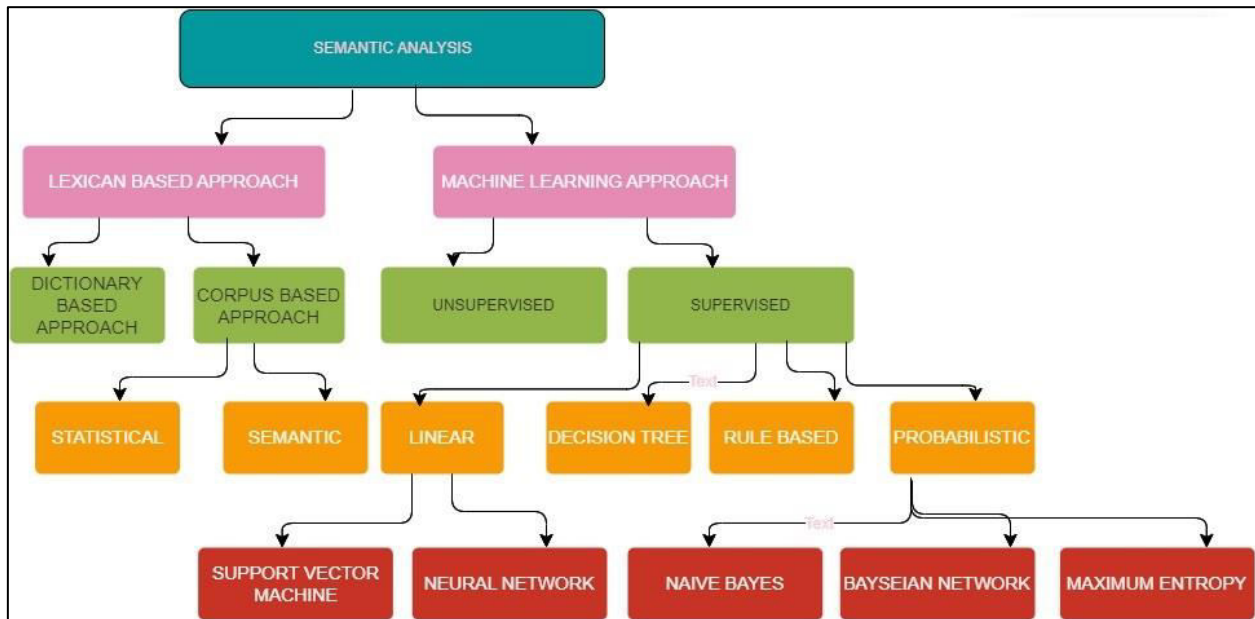 SEMANTIC ANALYSIS
LEXICAN BASED APPROACH
MACHINE LEARNING APPROACH
DICTIONARY
BASED
APPROACH
CORPUS BASED
APPROACH
UNSUPERVISED
SUPERVISED
Text
STATISTICAL
SEMANTIC
LINEAR
DECISION TREE
RULE BASED
PROBABILISTIC
Text
SUPPORT VECTOR
MACHINE
NEURAL NETWORK
NAIVE BAYES
BAYSEIAN NETWORK
MAXIMUM ENTROPY